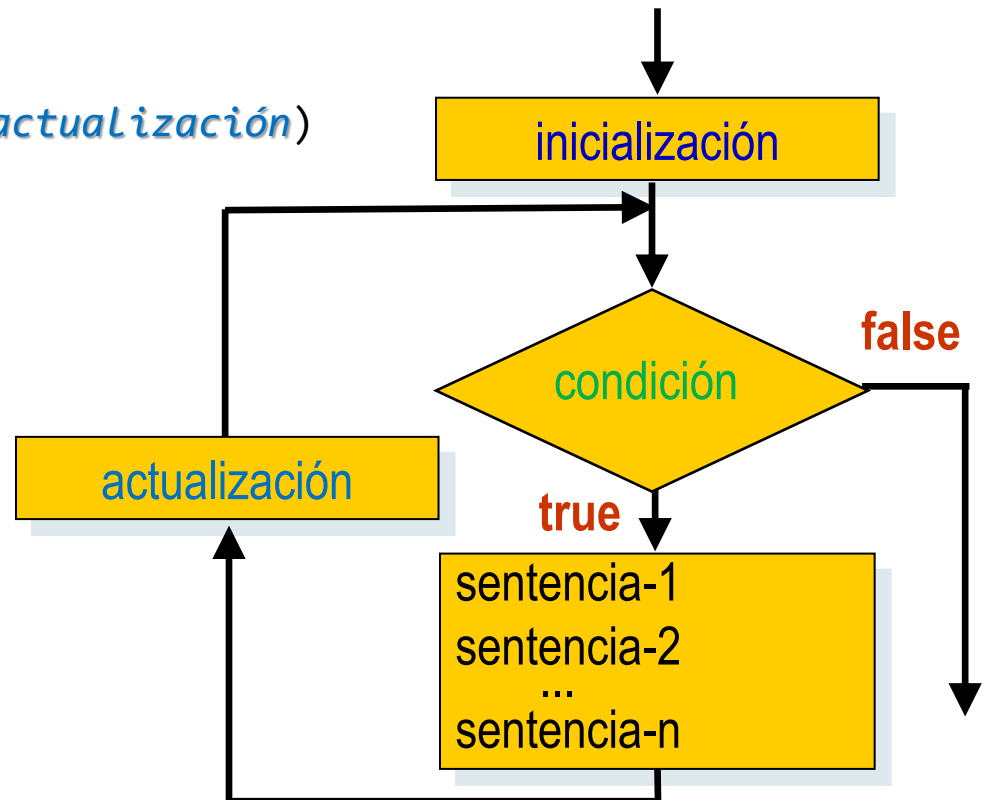 actualización)
inicialización
condición
false
actualización
true
sentencia-1
sentencia-2
...
sentencia-n